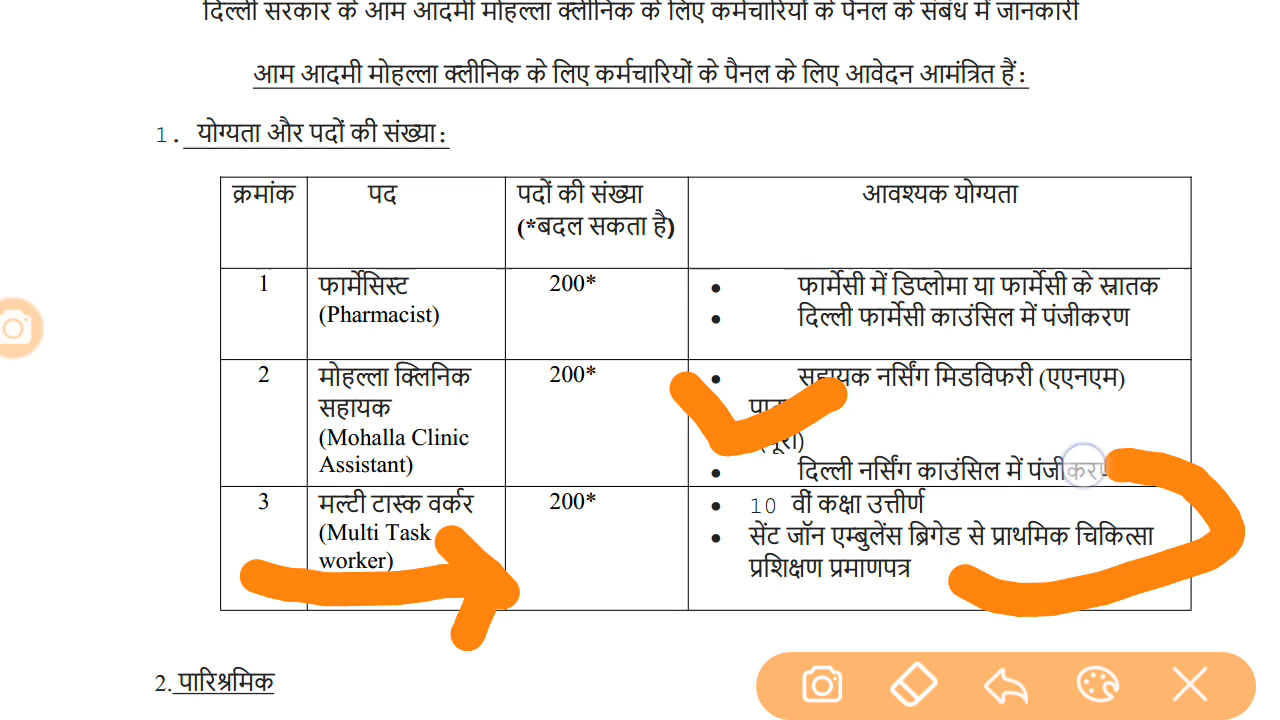 दिल्ली सरकार के आम आदमी मोहल्ला क्लीनिक के लिए कर्मचारियों के पैनल के संबंध में जानकारी
आम आदमी मोहल्ला क्लीनिक के लिए कर्मचारियों के पैनल के लिए आवेदन आमंत्रित हैं:
1. योग्यता और पदों की संख्या:
क्रमांक पद पदों की संख्या (*बदल सकता है) आवश्यक योग्यता
1 फार्मेसिस्ट 200* • फार्मेसी में डिप्लोमा या फार्मेसी के स्नातक
(Pharmacist) • दिल्ली फार्मेसी काउंसिल में पंजीकरण
2 मोहल्ला क्लिनिक 200* • सहायक नर्सिंग मिडविफरी (एएनएम)
सहायक
(Mohalla Clinic
Assistant) • दिल्ली नर्सिंग काउंसिल में पंजीकरण
3 मल्टी टास्क वर्कर 200* • 10 वीं कक्षा उत्तीर्ण
(Multi Task • सेंट जॉन एम्बुलेंस ब्रिगेड से प्राथमिक चिकित्सा
worker) प्रशिक्षण प्रमाणपत्र
2. पारिश्रमिक